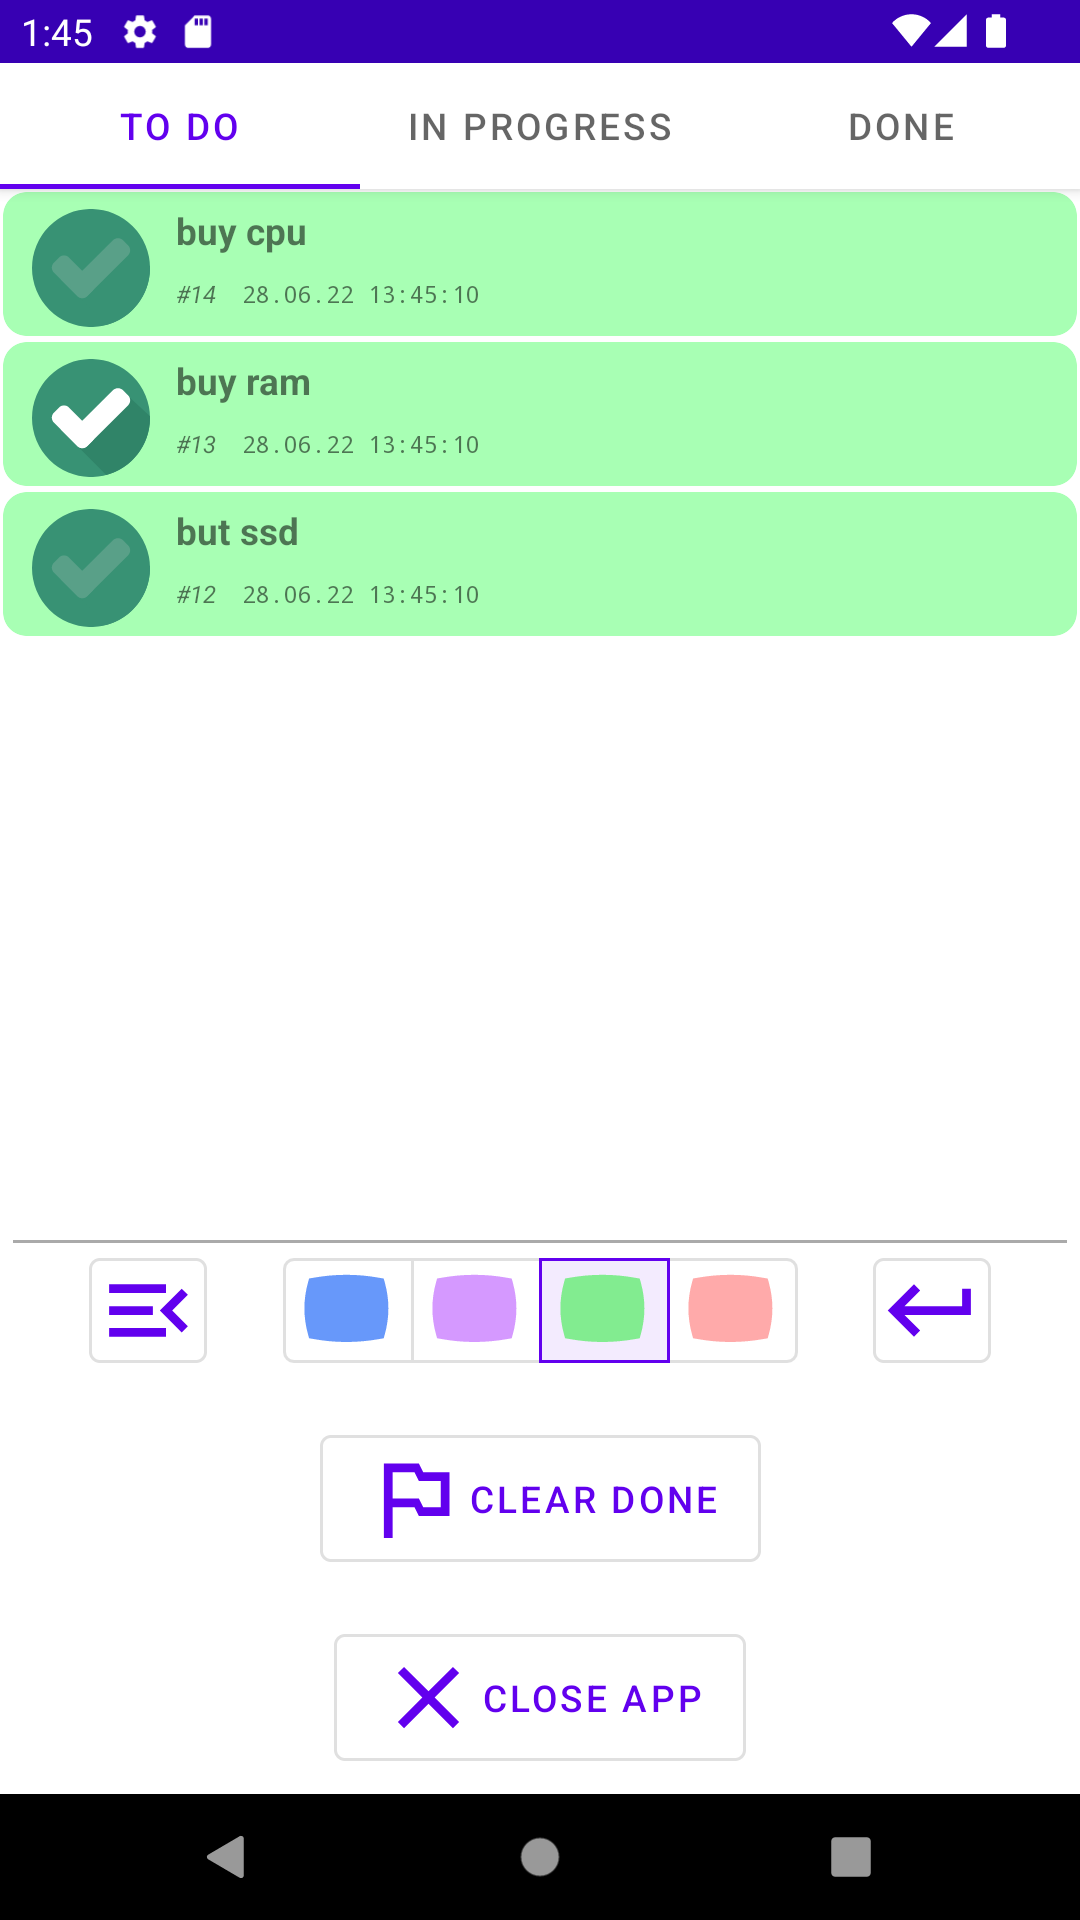 1:45
TO DO
IN PROGRESS
DONE
buy cpu
#14 28.06.22 13:45:10
buy ram
#13 28.06.22 13:45:10
but ssd
#12 28.06.22 13:45:10
CLEAR DONE
CLOSE APP